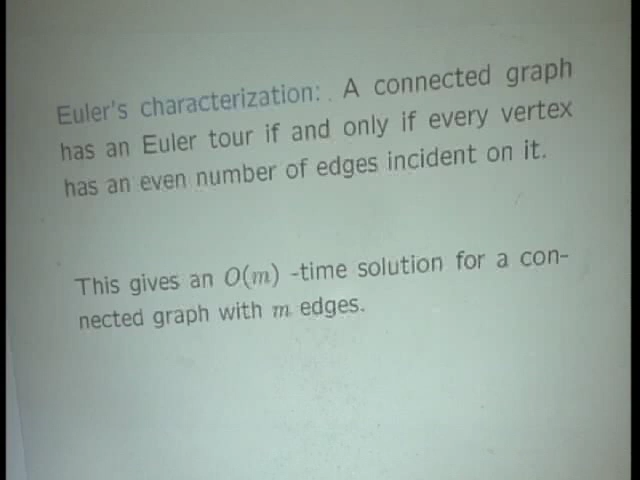 Euler's characterization: A connected graph
has an Euler tour if and only if every vertex
has an even number of edges incident on it.
This gives an O(m) -time solution for a con-
nected graph with m edges.